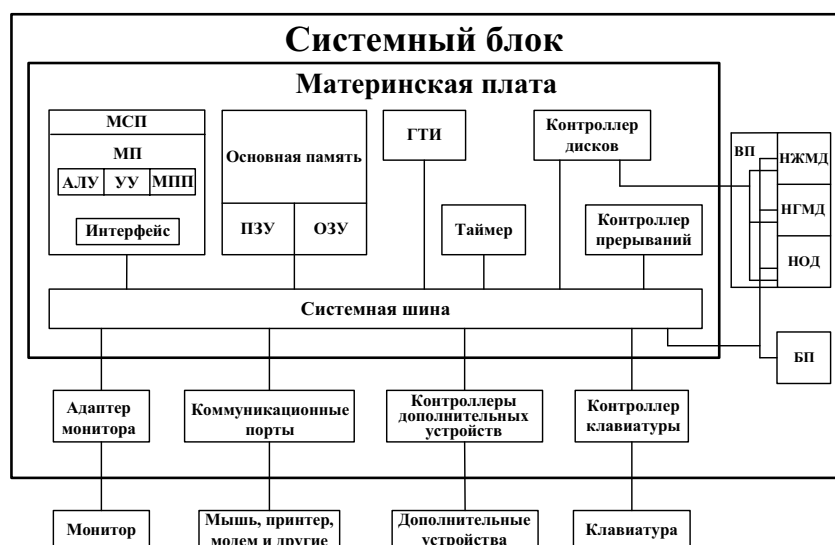 Системный блок
Материнская плата
МСП
МП
АЛУ УУ МПП
Интерфейс
Основная память
ПЗУ ОЗУ
ГТИ
Таймер
Контроллер
дисков
Контроллер
прерываний
ВП
НЖМД
НГМД
НОД
БП
Системная шина
Адаптер
монитора
Коммуникационные
порты
Контроллеры
дополнительных
устройств
Контроллер
клавиатуры
Монитор
Мышь, принтер,
модем и другие
Дополнительные
устройства
Клавиатура